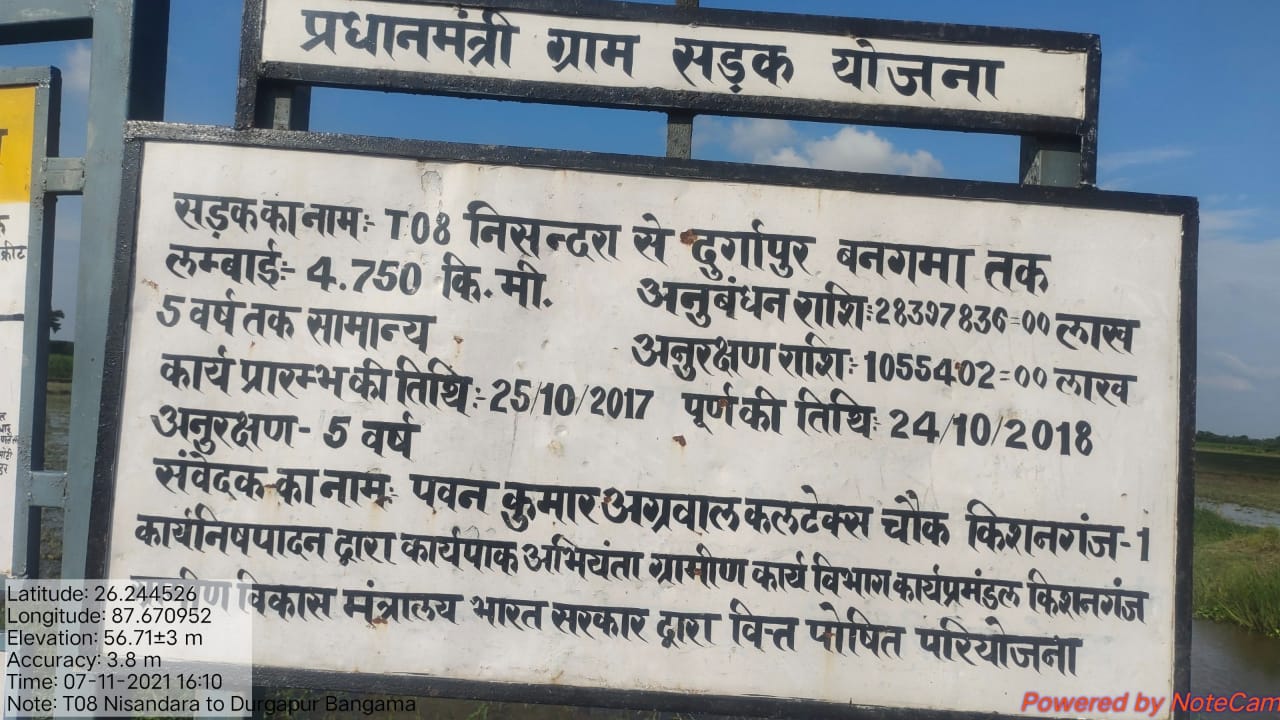 प्रधानमंत्री ग्राम सड़क योजना
सड़क का नाम:- T08 निसन्दरा से दुर्गापुर बनगमा तक
लम्बाई:- 4.750 कि.मी. अनुबंधन राशि:28397836=00 लाख
5 वर्ष तक सामान्य अनुरक्षण राशि:1055402=00 लाख
कार्य प्रारम्भ की तिथि:-25/10/2017 पूर्ण की तिथि: 24/10/2018
अनुरक्षण- 5 वर्ष
संवेदक का नाम: पवन कुमार अग्रवाल कलटेक्स चौक किशनगंज-1
कार्यनिषपादन द्वारा कार्यपाक अभियंता ग्रामीण कार्य विभाग कार्यप्रमंडल किशनगंज
ग्रामीण विकास मंत्रालय भारत सरकार द्वारा वित्त पोषित परियोजना
Latitude: 26.244526
Longitude: 87.670952
Elevation: 56.71±3 m
Accuracy: 3.8 m
Time: 07-11-2021 16:10
Note: T08 Nisandara to Durgapur Bangama
Powered by NoteCam